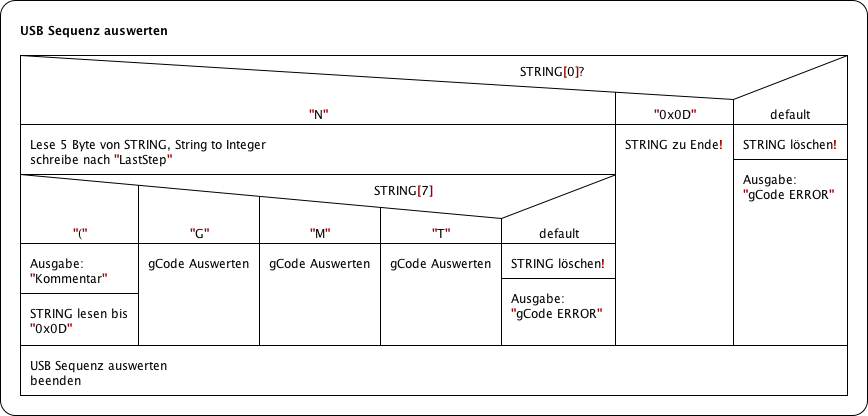 USB Sequenz auswerten
STRING[0]?
"N"
"0x0D"
default
Lese 5 Byte von STRING, String to Integer
schreibe nach "LastStep"
STRING zu Ende!
STRING löschen!
Ausgabe:
"gCode ERROR"
STRING[7]
"("
"G"
"M"
"T"
default
Ausgabe:
"Kommentar"
STRING lesen bis
"0x0D"
gCode Auswerten
gCode Auswerten
gCode Auswerten
STRING löschen!
Ausgabe:
"gCode ERROR"
USB Sequenz auswerten
beenden